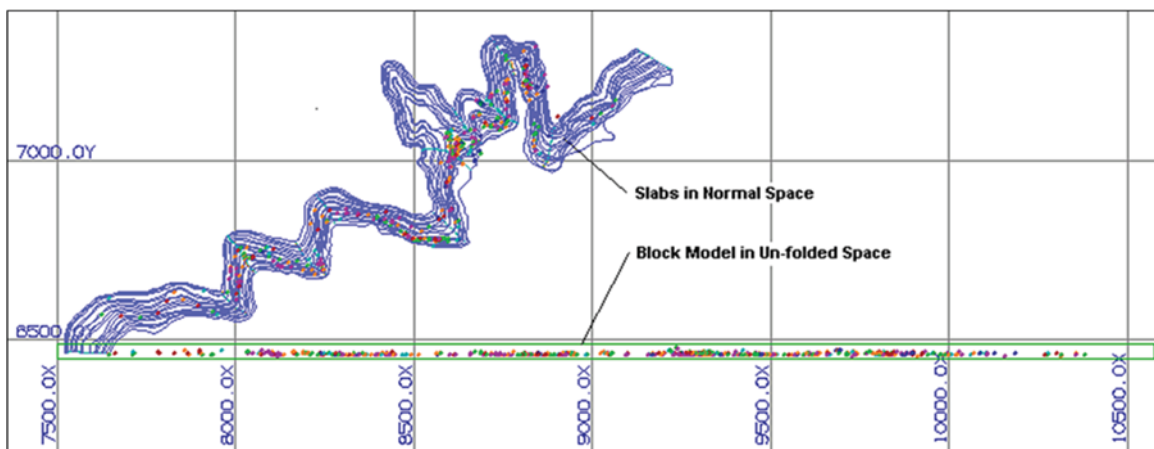 7000.0Y
Slabs in Normal Space
Block Model in Un-folded Space
6500.0Y
7500.0X
8000.0X
8500.0X
9000.0X
9500.0X
10000.0X
10500.0X